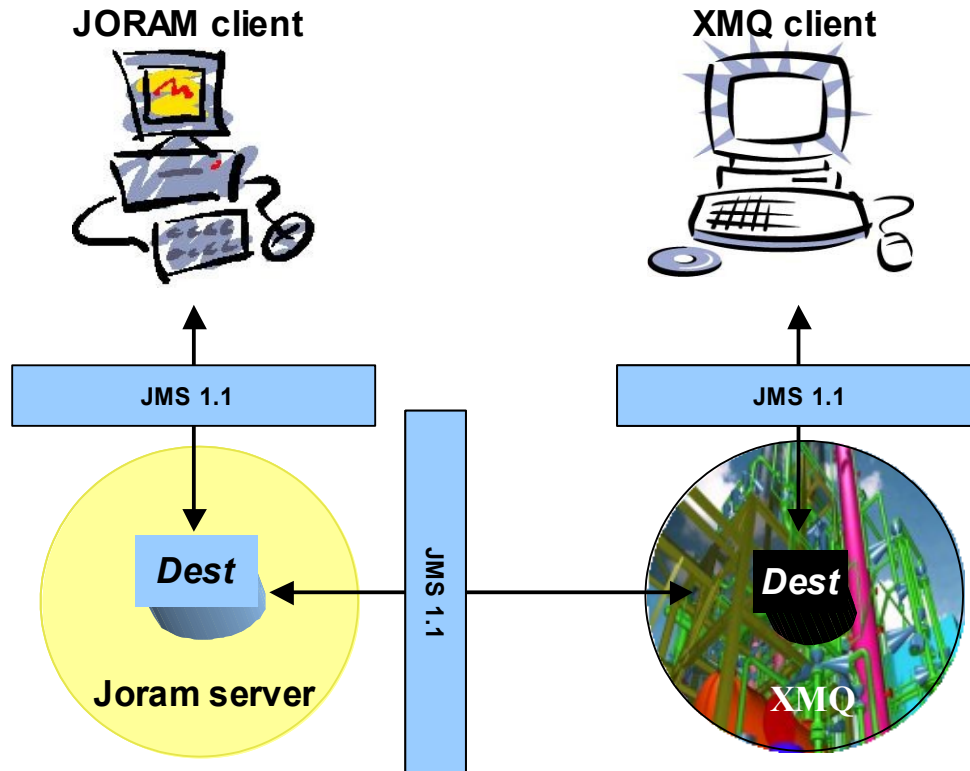 JORAM client
XMQ client
JMS 1.1
JMS 1.1
JMS 1.1
Dest
Dest
Joram server
XMQ